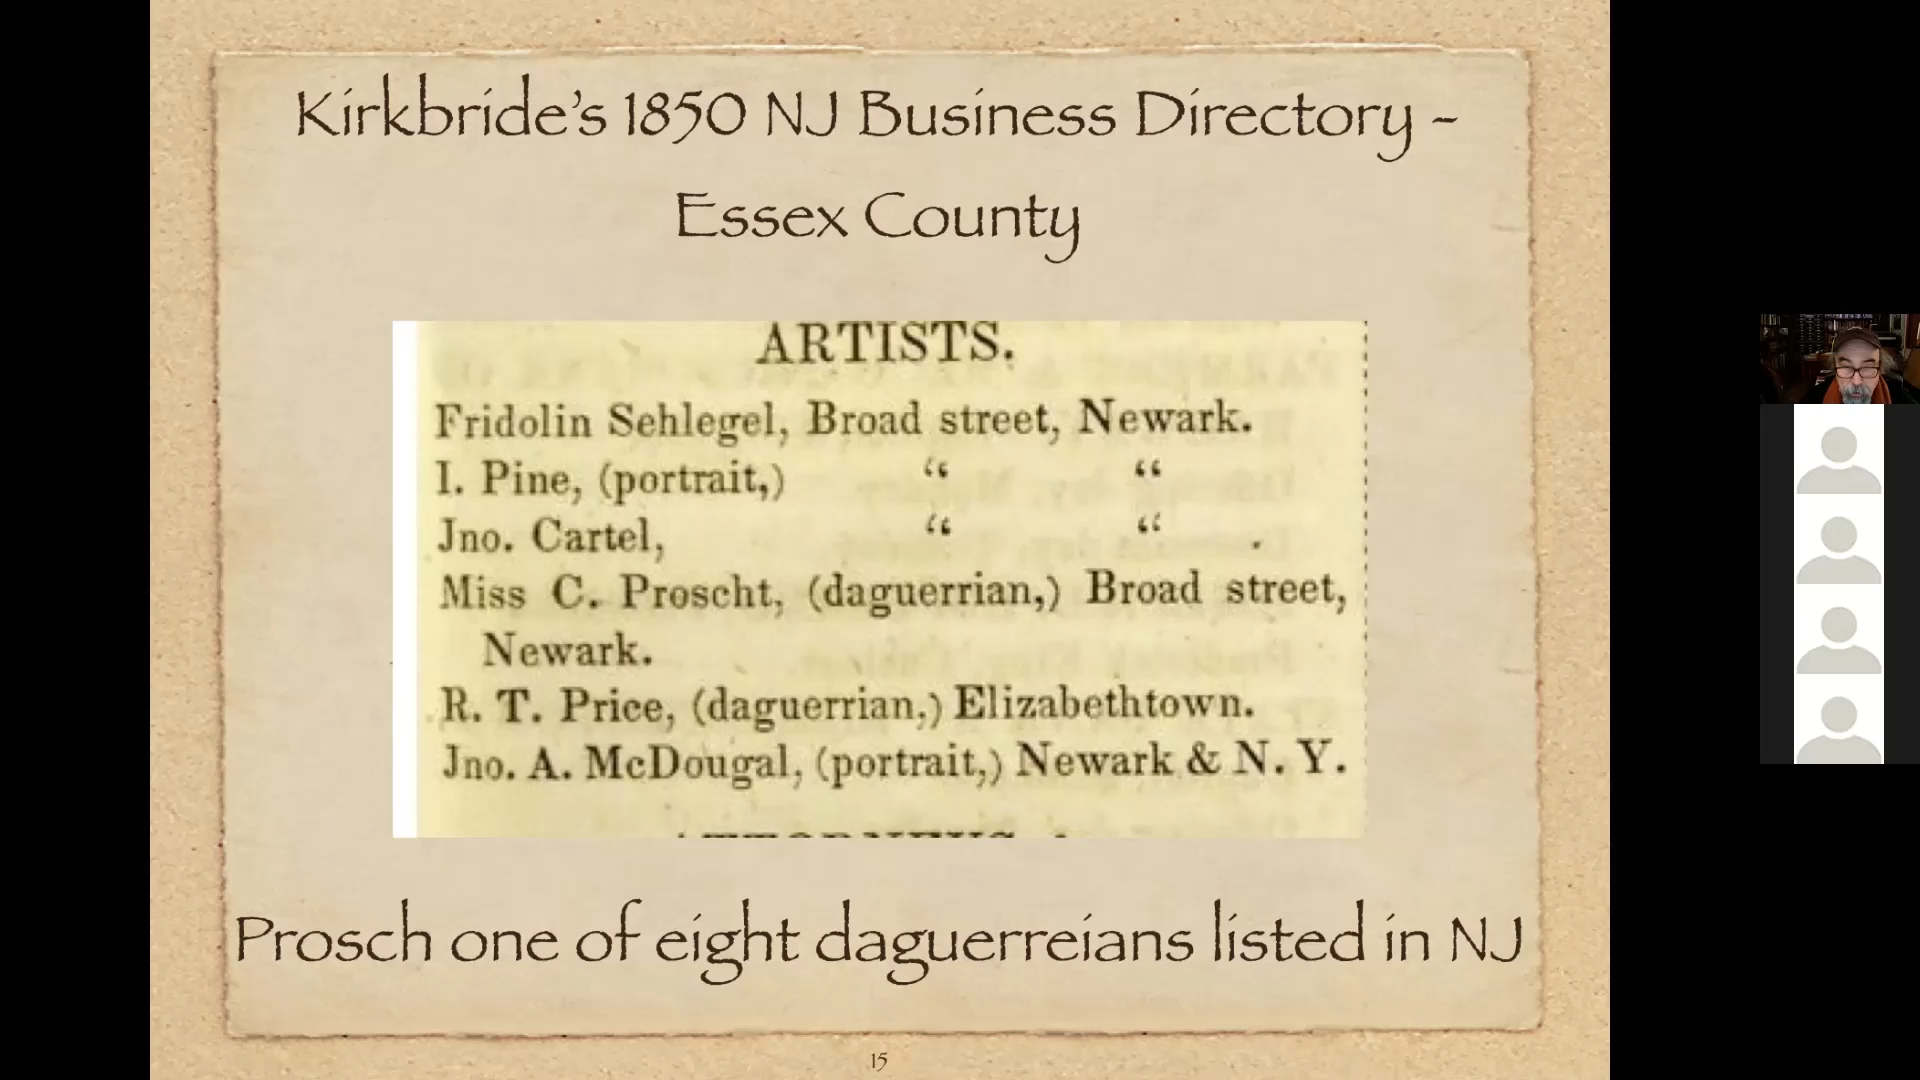 Kirkbride's 1850 NJ Business Directory -
Essex County
ARTISTS.
Fridolin Sehlegel, Broad street, Newark.
I. Pine, (portrait,) “ “
Jno. Cartel, “ “
Miss C. Proscht, (daguerrian,) Broad street,
Newark.
R. T. Price, (daguerrian,) Elizabethtown.
Jno. A. McDougal, (portrait,) Newark & N. Y.
Prosch one of eight daguerreians listed in NJ
15